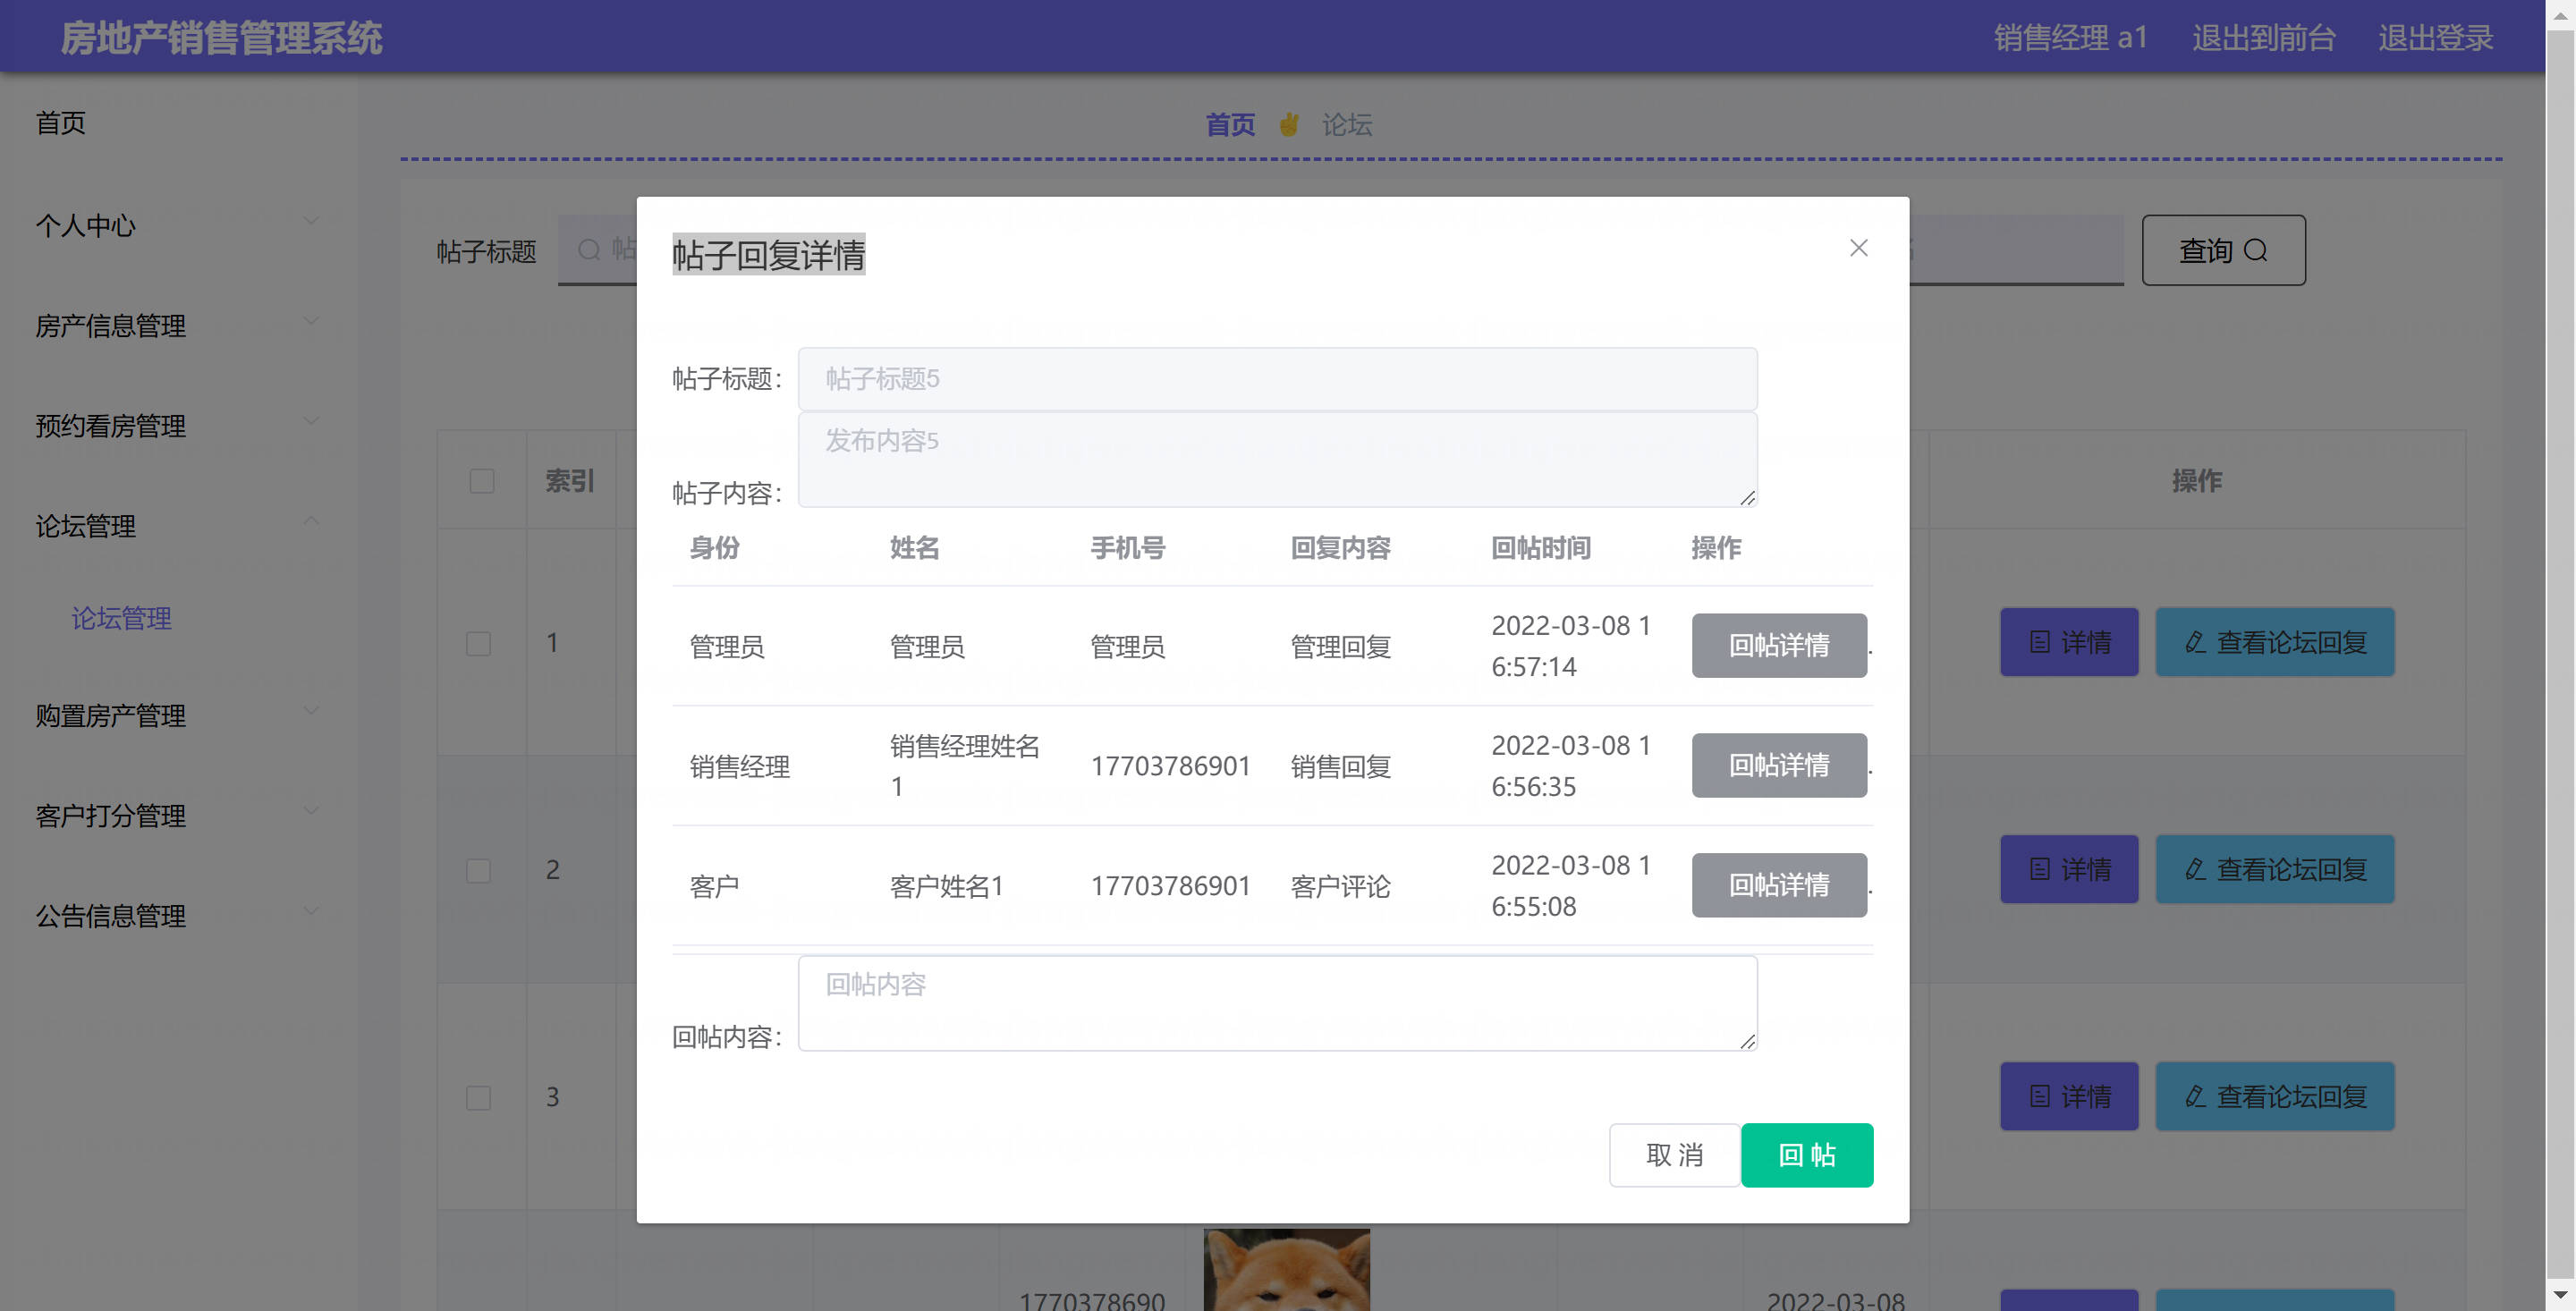 房地产销售管理系统
销售经理 a1
退出到前台
退出登录
首页
个人中心
房产信息管理
预约看房管理
论坛管理
论坛管理
购置房产管理
客户打分管理
公告信息管理
首页 ✌ 论坛
帖子标题
帖
查询
索引
操作
1
详情
查看论坛回复
2
详情
查看论坛回复
3
详情
查看论坛回复
1770378690
2022-03-08
帖子回复详情
帖子标题：
帖子标题5
帖子内容：
发布内容5
身份 姓名 手机号 回复内容 回帖时间 操作
管理员 管理员 管理员 管理回复 2022-03-08 1
6:57:14
回帖详情 .
销售经理 销售经理姓名
1
17703786901 销售回复 2022-03-08 1
6:56:35
回帖详情 .
客户 客户姓名1 17703786901 客户评论 2022-03-08 1
6:55:08
回帖详情 .
回帖内容：
回帖内容
取 消
回 帖